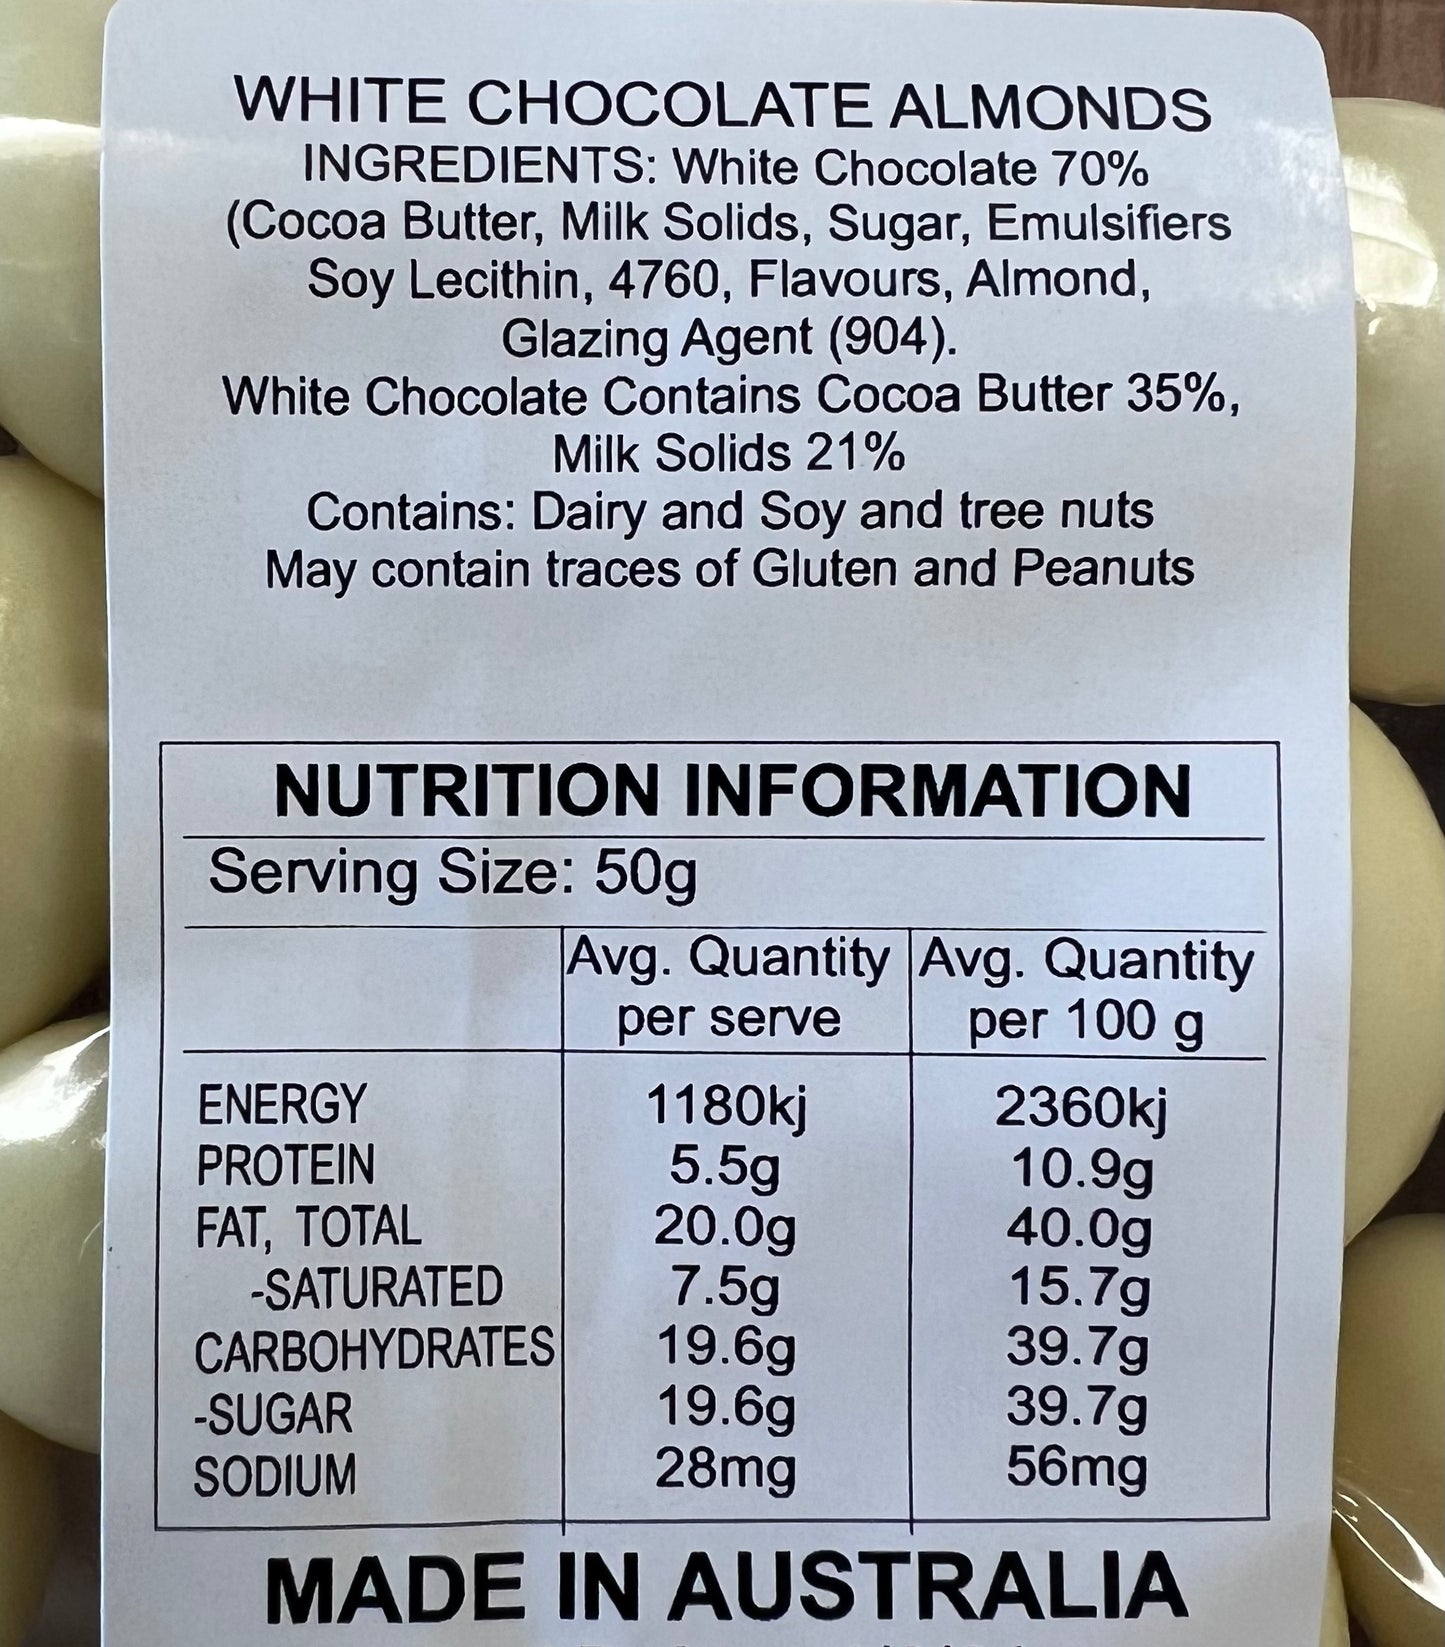 WHITE CHOCOLATE ALMONDS
INGREDIENTS: White Chocolate 70%
(Cocoa Butter, Milk Solids, Sugar, Emulsifiers
Soy Lecithin, 4760, Flavours, Almond,
Glazing Agent (904).
White Chocolate Contains Cocoa Butter 35%,
Milk Solids 21%
Contains: Dairy and Soy and tree nuts
May contain traces of Gluten and Peanuts
NUTRITION INFORMATION
Serving Size: 50g
Avg. Quantity Avg. Quantity
per serve per 100 g
ENERGY 1180kj 2360kj
PROTEIN 5.5g 10.9g
FAT, TOTAL 20.0g 40.0g
-SATURATED 7.5g 15.7g
CARBOHYDRATES 19.6g 39.7g
-SUGAR 19.6g 39.7g
SODIUM 28mg 56mg
MADE IN AUSTRALIA